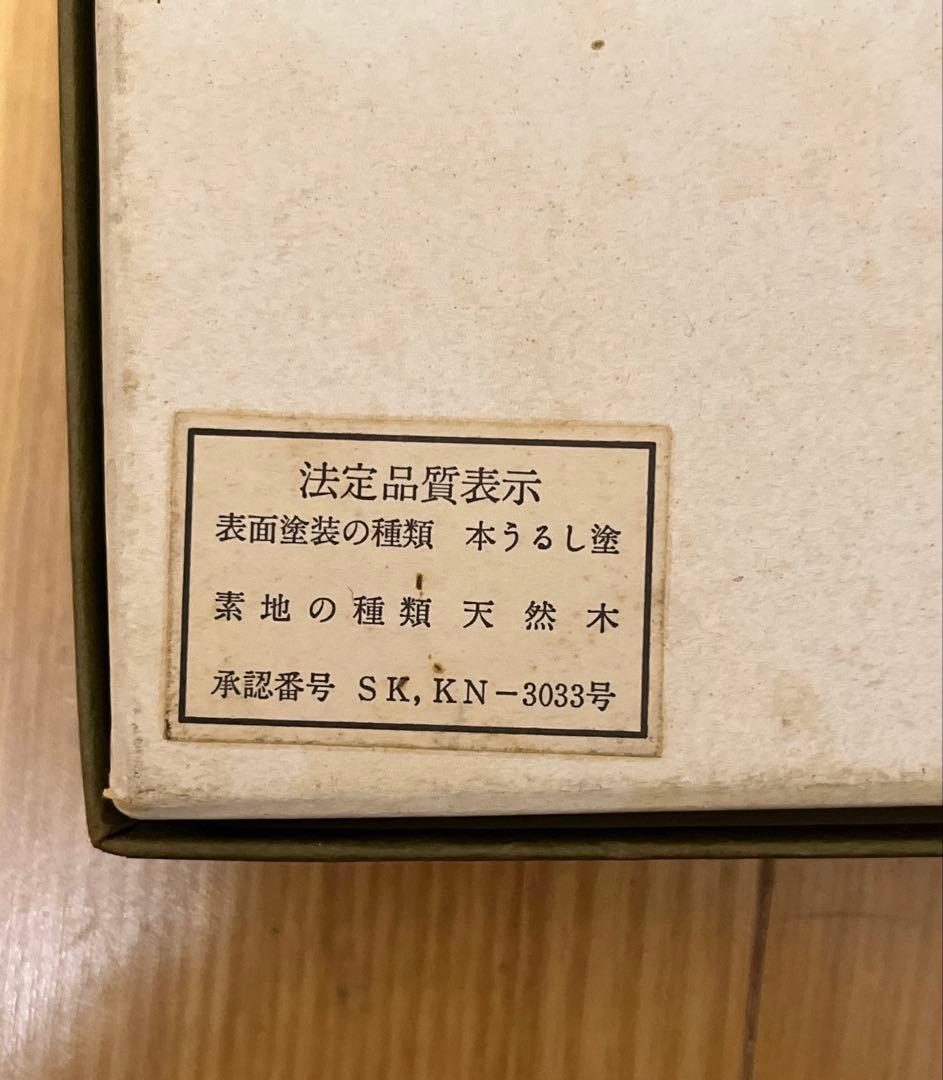 法定品質表示
表面塗装の種類 本うるし塗
素地の種類 天然木
承認番号 SK,KN-3033号